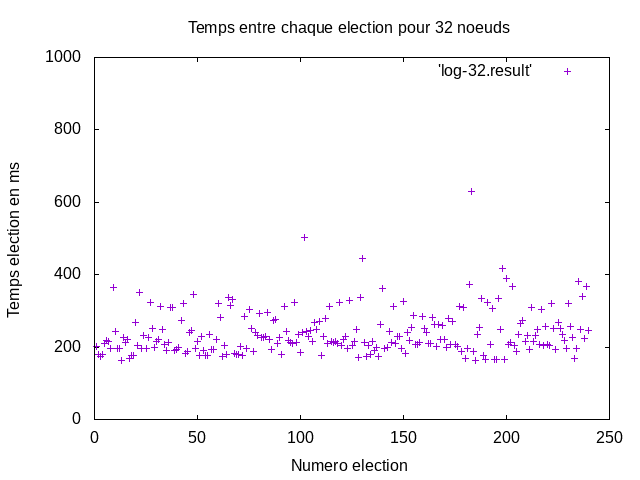 Temps entre chaque election pour 32 noeuds
'log-32.result'
Temps election en ms
1000
800
600
400
200
0
0 50 100 150 200 250
Numero election